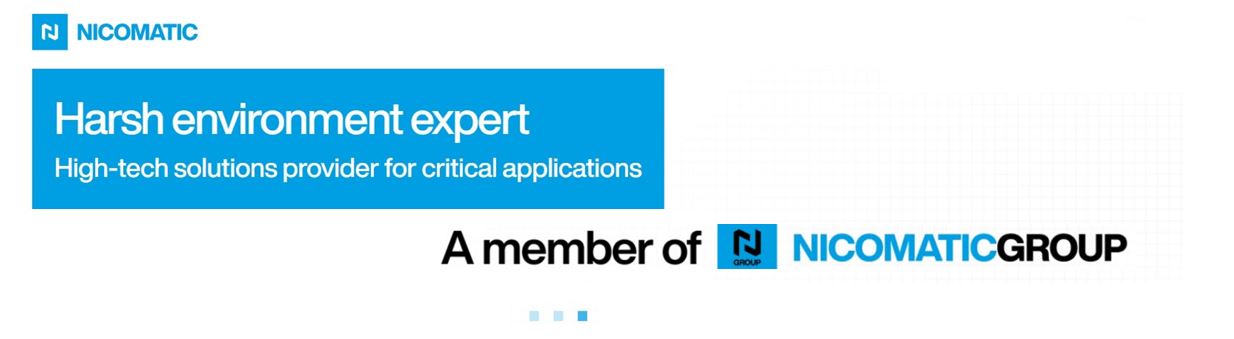 NICOMATIC
Harsh environment expert
High-tech solutions provider for critical applications
A member of GROUP NICOMATICGROUP